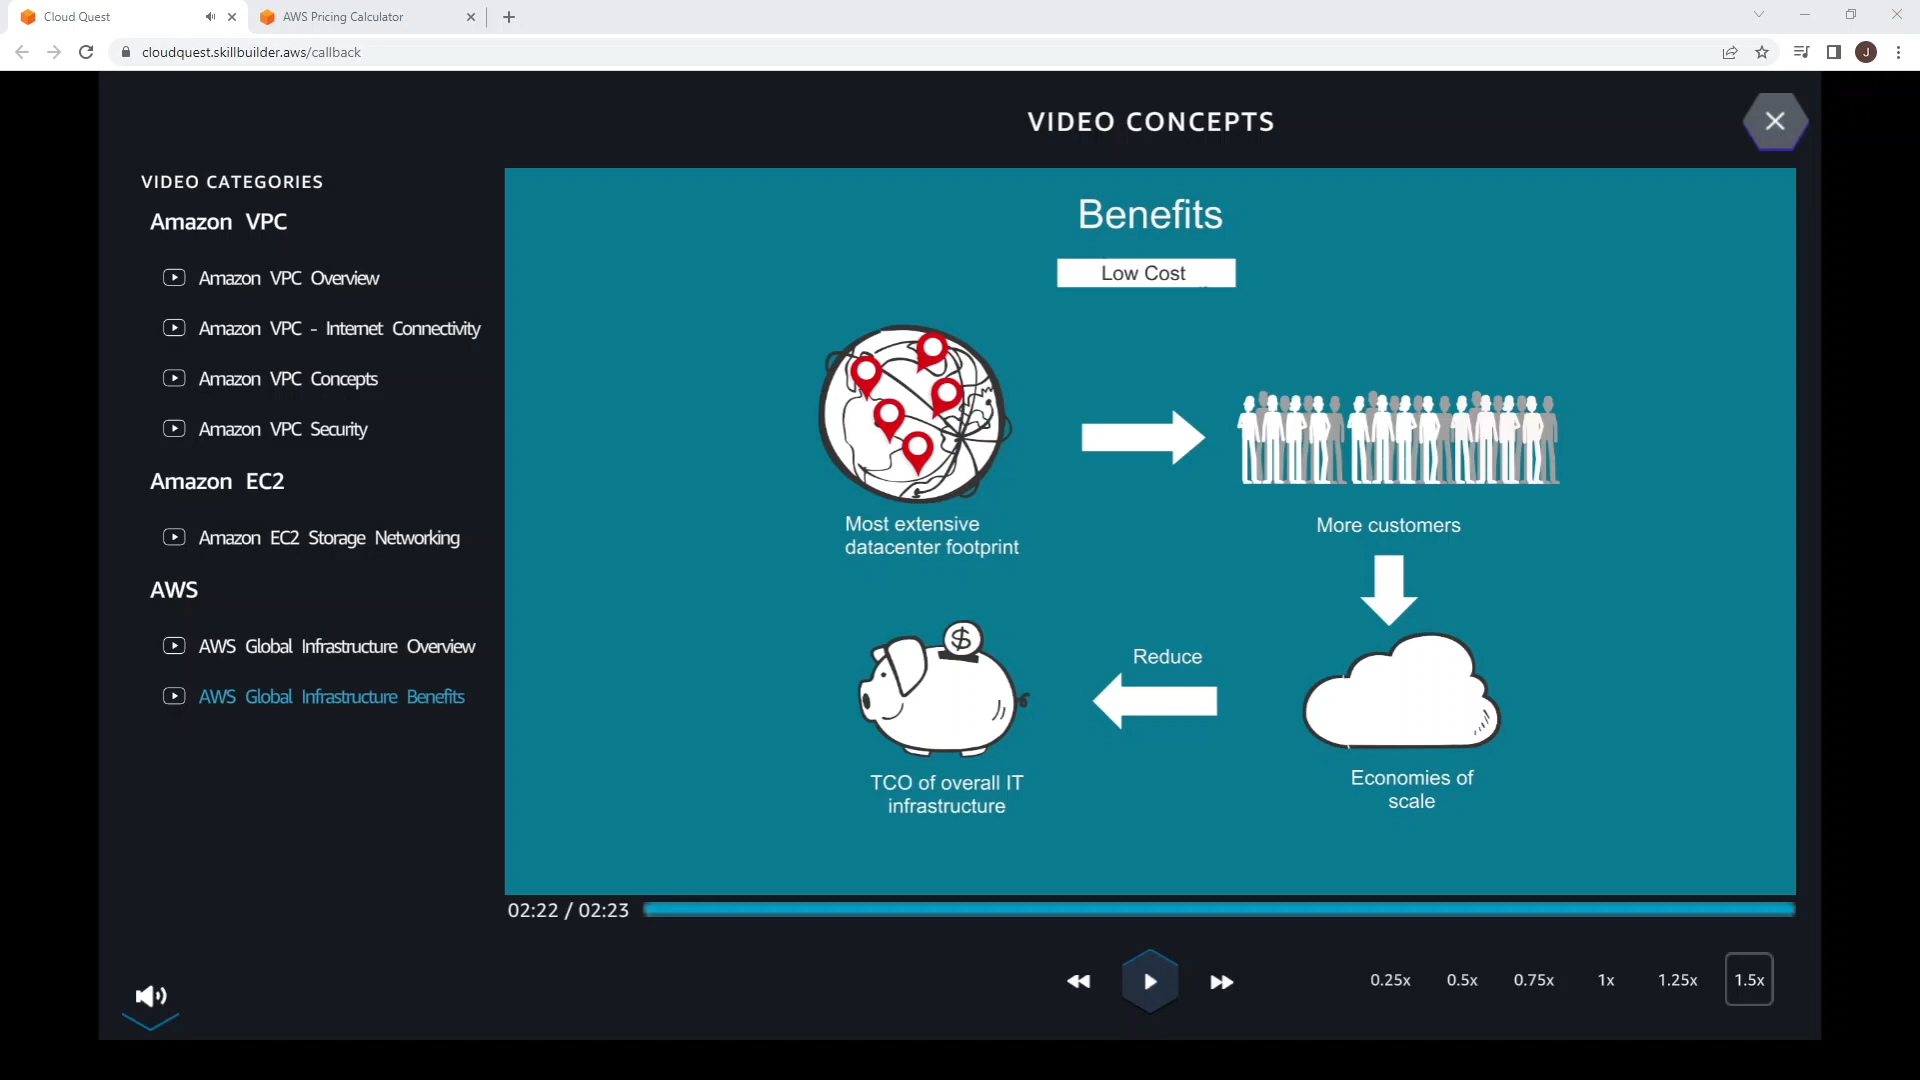 Cloud Quest
AWS Pricing Calculator
cloudquest.skillbuilder.aws/callback
J
VIDEO CONCEPTS
VIDEO CATEGORIES
Amazon VPC
Amazon VPC Overview
Amazon VPC - Internet Connectivity
Amazon VPC Concepts
Amazon VPC Security
Amazon EC2
Amazon EC2 Storage Networking
AWS
AWS Global Infrastructure Overview
AWS Global Infrastructure Benefits
Benefits
Low Cost
Most extensive
datacenter footprint
More customers
Reduce
$
TCO of overall IT
infrastructure
Economies of
scale
02:22 / 02:23
0.25x 0.5x 0.75x 1x 1.25x 1.5x